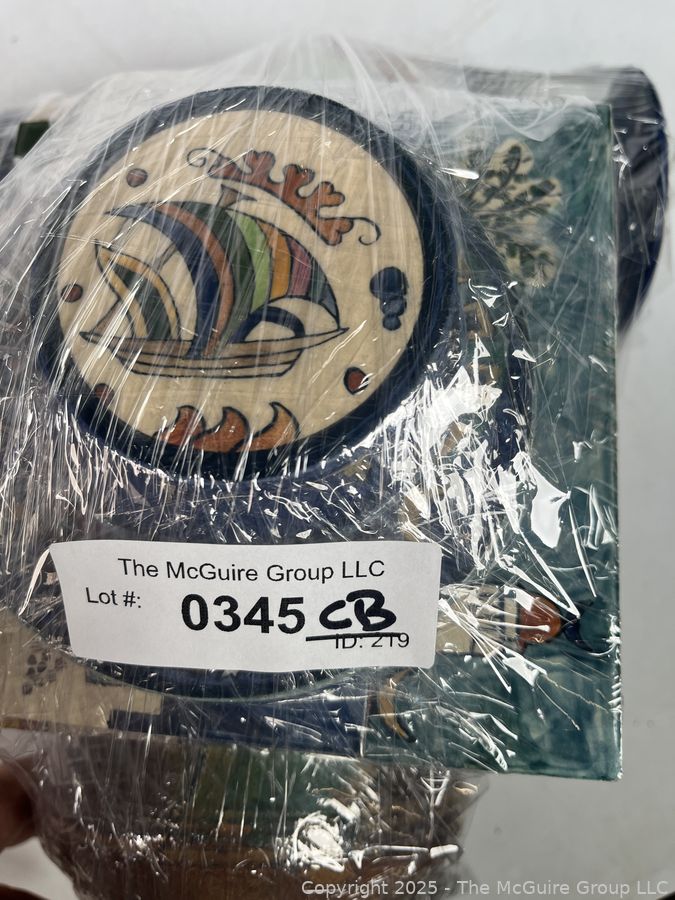 The McGuire Group LLC
Lot #:
0345 CB
ID: 219
Copyright 2025 - The McGuire Group LLC